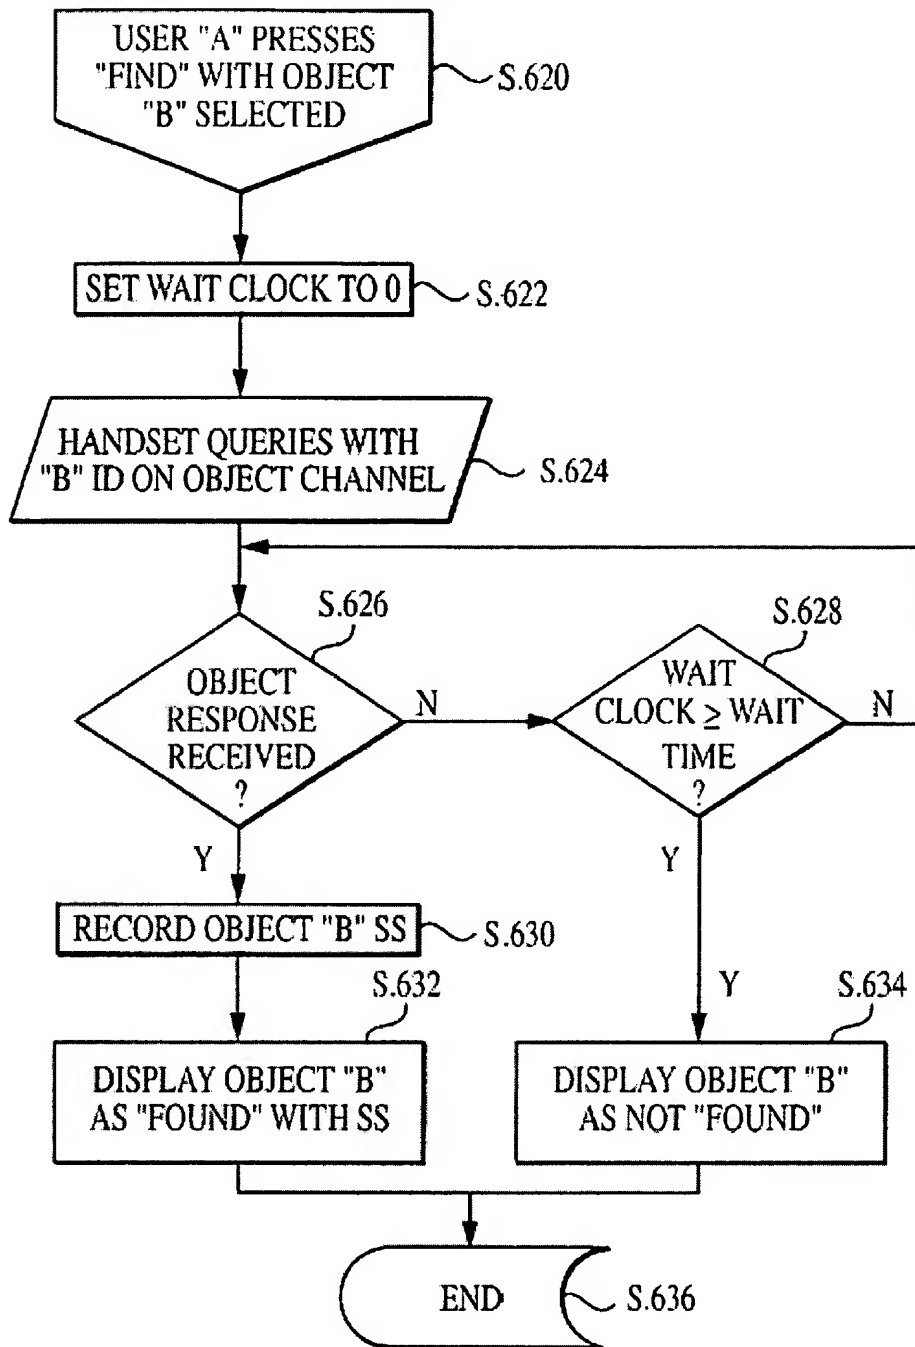 USER "A" PRESSES
"FIND" WITH OBJECT
"B" SELECTED
S.620
SET WAIT CLOCK TO 0
S.622
HANDSET QUERIES WITH
"B" ID ON OBJECT CHANNEL
S.624
S.626
OBJECT
RESPONSE
RECEIVED
?
N
S.628
WAIT
CLOCK ≥ WAIT
TIME
?
N
Y
Y
RECORD OBJECT "B" SS
S.630
Y
S.632
DISPLAY OBJECT "B"
AS "FOUND" WITH SS
S.634
DISPLAY OBJECT "B"
AS NOT "FOUND"
END
S.636